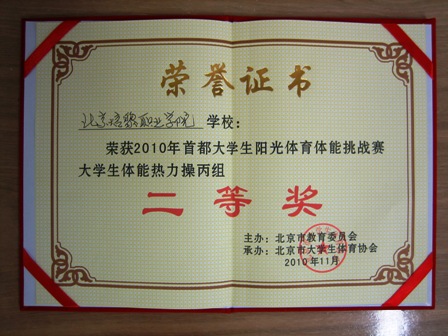 荣誉证书
北京培黎职业学院 学校：
荣获2010年首都大学生阳光体育体能挑战赛
大学生体能热力操丙组
二等奖
主办：北京市教育委员会
承办：北京市大学生体育协会
2010年11月